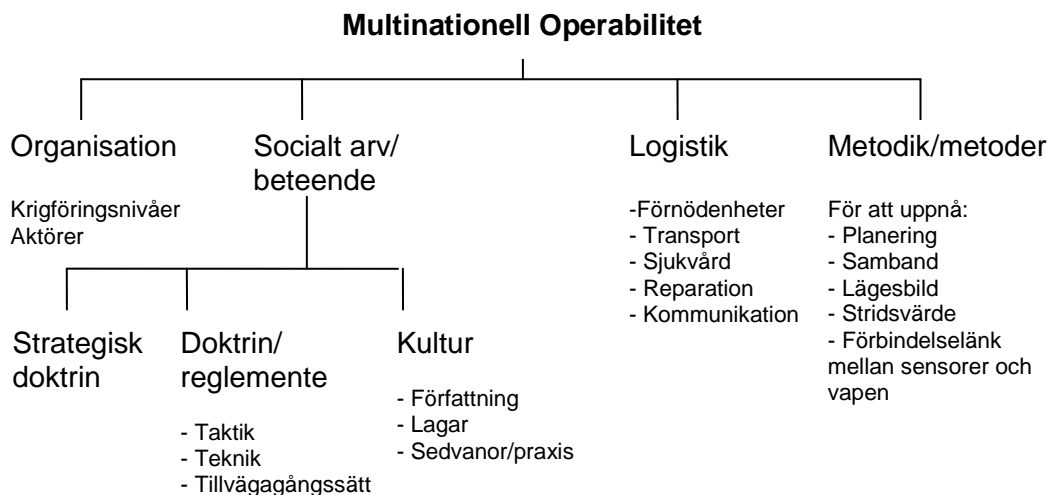 Multinationell Operabilitet
Organisation
Krigföringsnivåer
Aktörer
Socialt arv/
beteende
Strategisk
doktrin
Doktrin/
reglemente
- Taktik
- Teknik
- Tillvägagångssätt
Kultur
- Författning
- Lagar
- Sedvanor/praxis
Logistik
-Förnödenheter
- Transport
- Sjukvård
- Reparation
- Kommunikation
Metodik/metoder
För att uppnå:
- Planering
- Samband
- Lägesbild
- Stridsvärde
- Förbindelselänk
mellan sensorer och
vapen